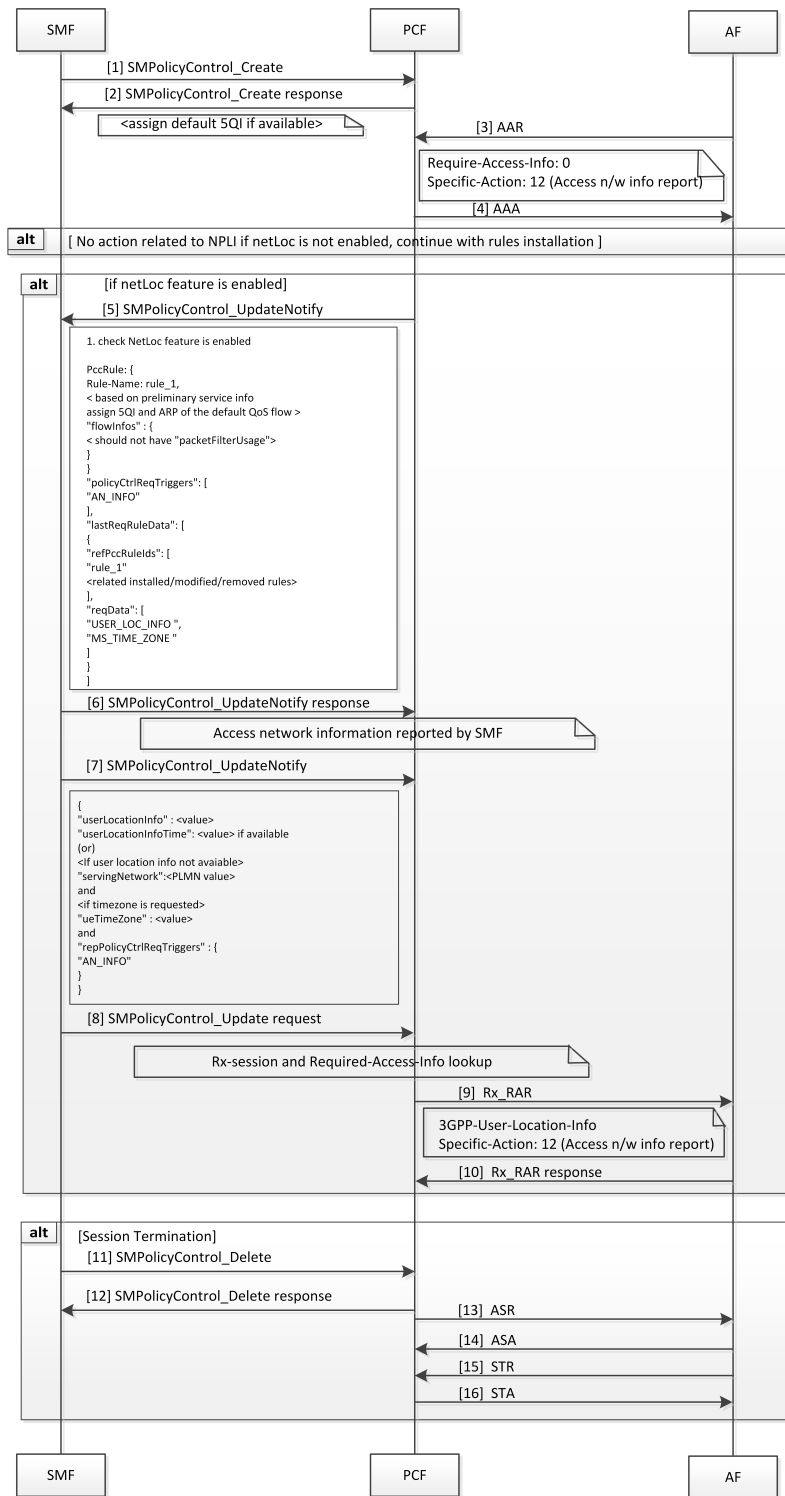 SMF
PCF
AF
[1] SMPolicyControl_Create
[2] SMPolicyControl_Create response
<assign default 5QI if available>
[3] AAR
Require-Access-Info: 0
Specific-Action: 12 (Access n/w info report)
[4] AAA
alt
[ No action related to NPLI if netLoc is not enabled, continue with rules installation ]
alt
[if netLoc feature is enabled]
[5] SMPolicyControl_UpdateNotify
1. check NetLoc feature is enabled
PccRule: {
Rule-Name: rule_1,
< based on preliminary service info
assign 5QI and ARP of the default QoS flow >
"flowInfos" : {
< should not have "packetFilterUsage">
}
}
"policyCtrlReqTriggers": [
"AN_INFO"
],
"lastReqRuleData": [
{
"refPccRuleIds": [
"rule_1"
<related installed/modified/removed rules>
],
"reqData": [
"USER_LOC_INFO ",
"MS_TIME_ZONE "
]
}
]
[6] SMPolicyControl_UpdateNotify response
Access network information reported by SMF
[7] SMPolicyControl_UpdateNotify
{
"userLocationInfo" : <value>
"userLocationInfoTime": <value> if available
(or)
<If user location info not avaiable>
"servingNetwork":<PLMN value>
and
<if timezone is requested>
"ueTimeZone" : <value>
and
"repPolicyCtrlReqTriggers" : {
"AN_INFO"
}
}
[8] SMPolicyControl_Update request
Rx-session and Required-Access-Info lookup
[9] Rx_RAR
3GPP-User-Location-Info
Specific-Action: 12 (Access n/w info report)
[10] Rx_RAR response
alt
[Session Termination]
[11] SMPolicyControl_Delete
[12] SMPolicyControl_Delete response
[13] ASR
[14] ASA
[15] STR
[16] STA
SMF
PCF
AF